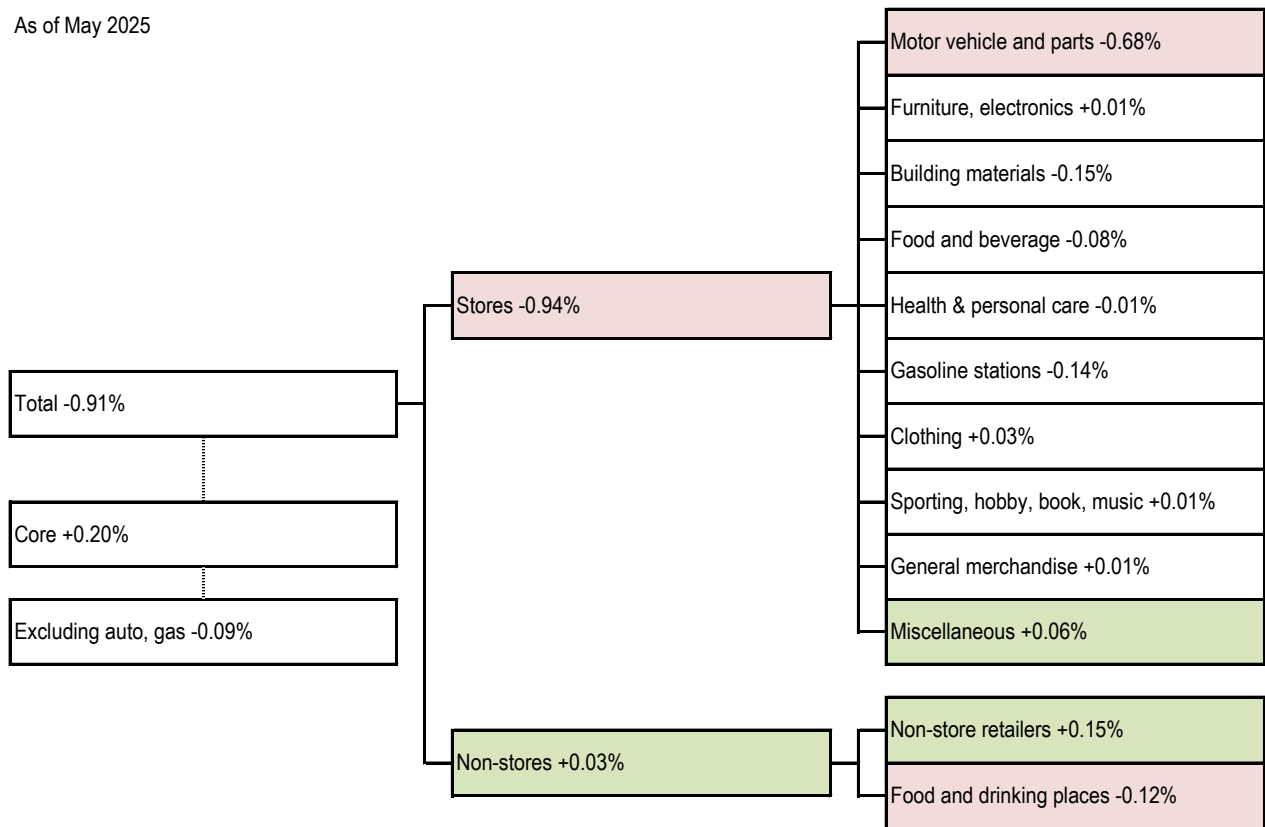 As of May 2025
Total -0.91%
Core +0.20%
Excluding auto, gas -0.09%
Stores -0.94%
Non-stores +0.03%
Motor vehicle and parts -0.68%
Furniture, electronics +0.01%
Building materials -0.15%
Food and beverage -0.08%
Health & personal care -0.01%
Gasoline stations -0.14%
Clothing +0.03%
Sporting, hobby, book, music +0.01%
General merchandise +0.01%
Miscellaneous +0.06%
Non-store retailers +0.15%
Food and drinking places -0.12%